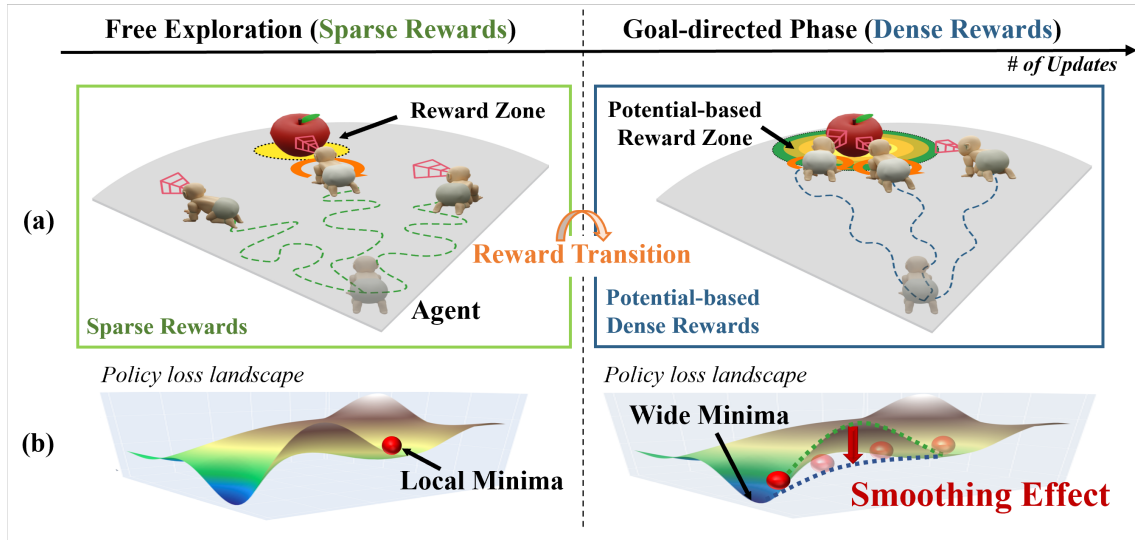 Free Exploration (Sparse Rewards)
Goal-directed Phase (Dense Rewards)
# of Updates
(a)
Reward Zone
Agent
Sparse Rewards
Reward Transition
Potential-based
Reward Zone
Potential-based
Dense Rewards
(b)
Policy loss landscape
Local Minima
Policy loss landscape
Wide Minima
Smoothing Effect